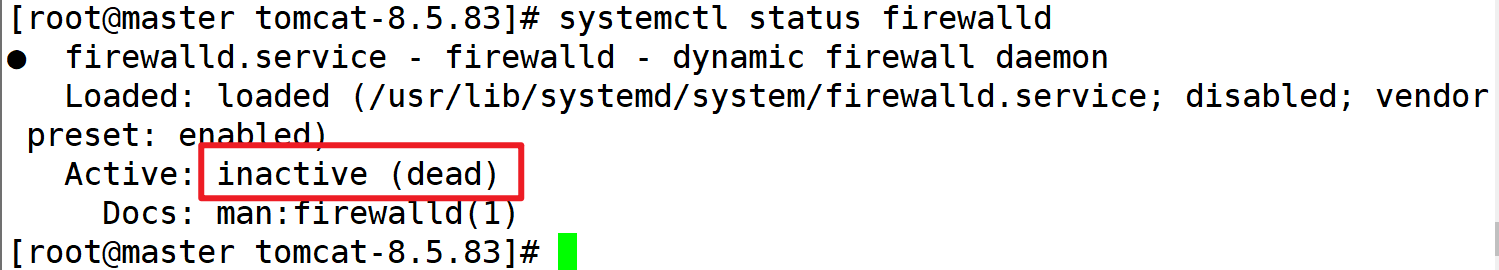 [root@master tomcat-8.5.83]# systemctl status firewalld
● firewalld.service - firewalld - dynamic firewall daemon
Loaded: loaded (/usr/lib/systemd/system/firewalld.service; disabled; vendor
preset: enabled)
Active: inactive (dead)
Docs: man:firewalld(1)
[root@master tomcat-8.5.83]#